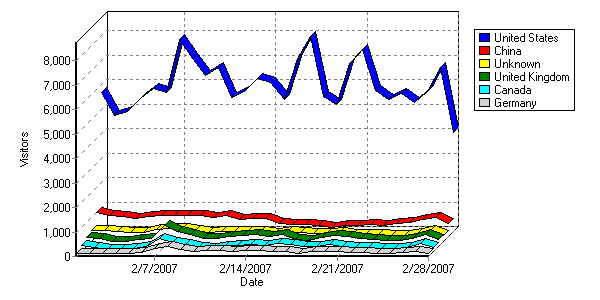 8,000
7,000
6,000
5,000
4,000
3,000
2,000
1,000
0
Visitors
2/7/2007
2/14/2007
2/21/2007
2/28/2007
Date
United States
China
Unknown
United Kingdom
Canada
Germany